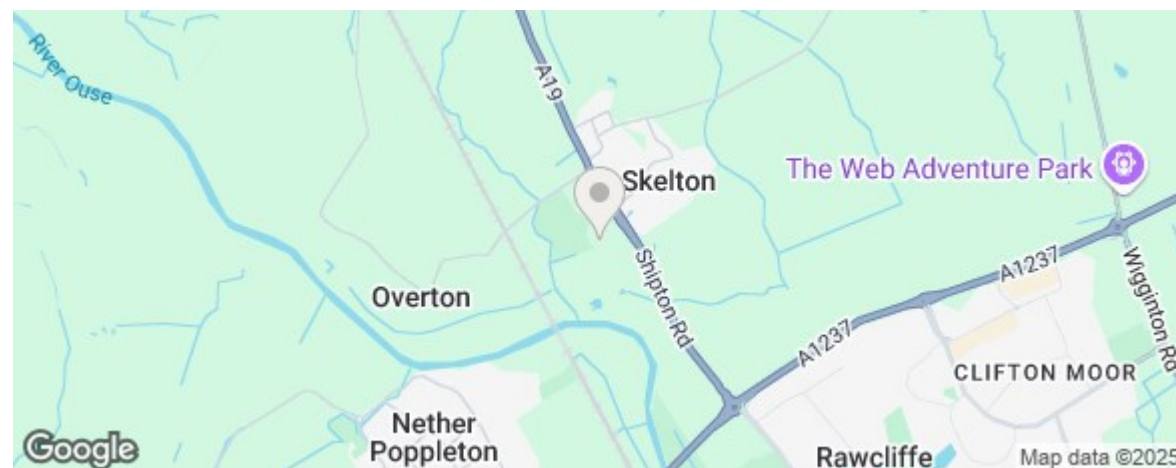 River Ouse
A19
Skelton
The Web Adventure Park
Shipton Rd
A1237
Wigginton Rd
Overton
A1237
CLIFTON MOOR
Nether
Poppleton
Rawcliffe
Google
Map data ©2025